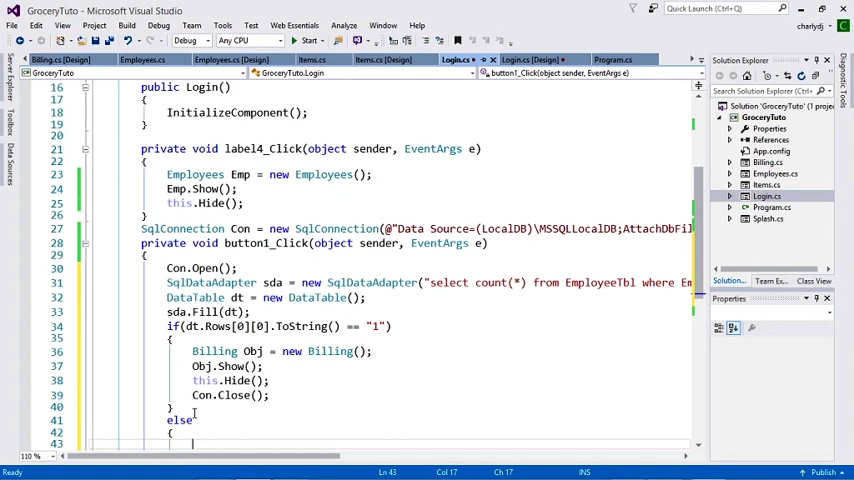 GroceryTuto - Microsoft Visual Studio
Quick Launch (Ctrl+Q)
File Edit View Project Build Debug Team Tools Test Web Essentials Analyze Window Help
charlydj
Debug Any CPU Start
Billing.cs [Design] Employees.cs Employees.cs [Design] Items.cs Items.cs [Design] Login.cs Login.cs [Design] Program.cs
GroceryTuto GroceryTuto.Login button1_Click(object sender, EventArgs e)
Server Explorer
Toolbox
Data Sources
16 public Login()
17 {
18 InitializeComponent();
19 }
20
21 private void label4_Click(object sender, EventArgs e)
22 {
23 Employees Emp = new Employees();
24 Emp.Show();
25 this.Hide();
26 }
27 SqlConnection Con = new SqlConnection(@"Data Source=(LocalDB)\MSSQLLocalDB;AttachDbFil
28 private void button1_Click(object sender, EventArgs e)
29 {
30 Con.Open();
31 SqlDataAdapter sda = new SqlDataAdapter("select count(*) from EmployeeTbl where Em
32 DataTable dt = new DataTable();
33 sda.Fill(dt);
34 if(dt.Rows[0][0].ToString() == "1")
35 {
36 Billing Obj = new Billing();
37 Obj.Show();
38 this.Hide();
39 Con.Close();
40 }
41 else
42 {
43
110 %
Solution Explorer
Search Solution Explorer (Ctrl+;)
Solution 'GroceryTuto' (1 projec
GroceryTuto
Properties
References
App.config
Billing.cs
Employees.cs
Items.cs
Login.cs
Program.cs
Splash.cs
Solution... Team Ex... Class View
Properties
Diagnostic Tools
Ready Ln 43 Col 17 Ch 17 INS Publish